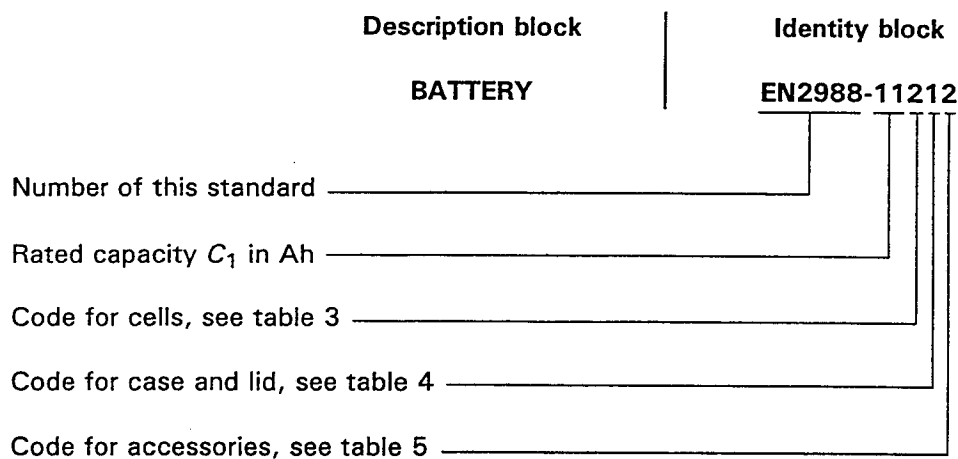 Description block Identity block
BATTERY EN2988-11212
Number of this standard
Rated capacity C1 in Ah
Code for cells, see table 3
Code for case and lid, see table 4
Code for accessories, see table 5